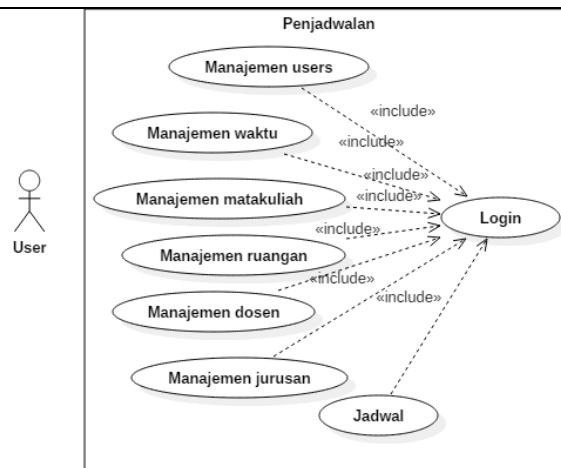 Penjadwalan
Manajemen users
«include»
Manajemen waktu
«include»
«include»
Manajemen matakuliah
«include»
User
Login
Manajemen ruangan
«include»
Manajemen dosen
«include»
Manajemen jurusan
Jadwal